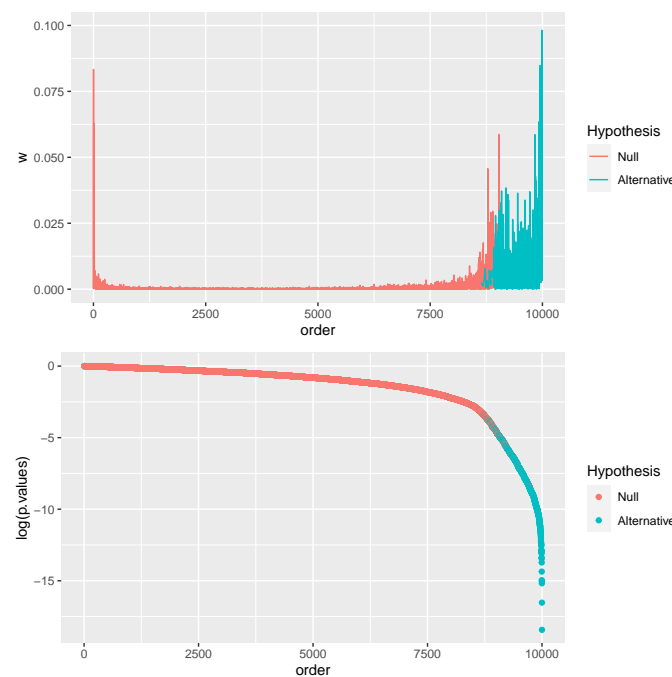 0.100
0.075
0.050
0.025
0.000
w
0
2500
5000
7500
10000
order
Hypothesis
Null
Alternative
0
−5
−10
−15
log(p.values)
0
2500
5000
7500
10000
order
Hypothesis
Null
Alternative